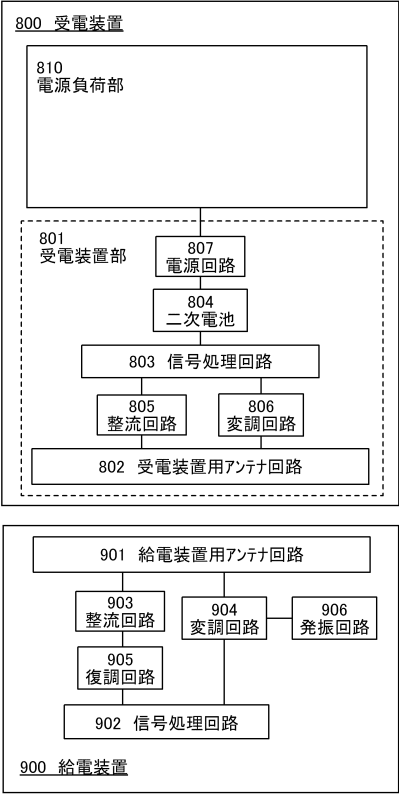 800 受電装置
810
電源負荷部
801
受電装置部
807
電源回路
804
二次電池
803 信号処理回路
805
整流回路
806
変調回路
802 受電装置用アンテナ回路
901 給電装置用アンテナ回路
903
整流回路
904
変調回路
906
発振回路
905
復調回路
902 信号処理回路
900 給電装置